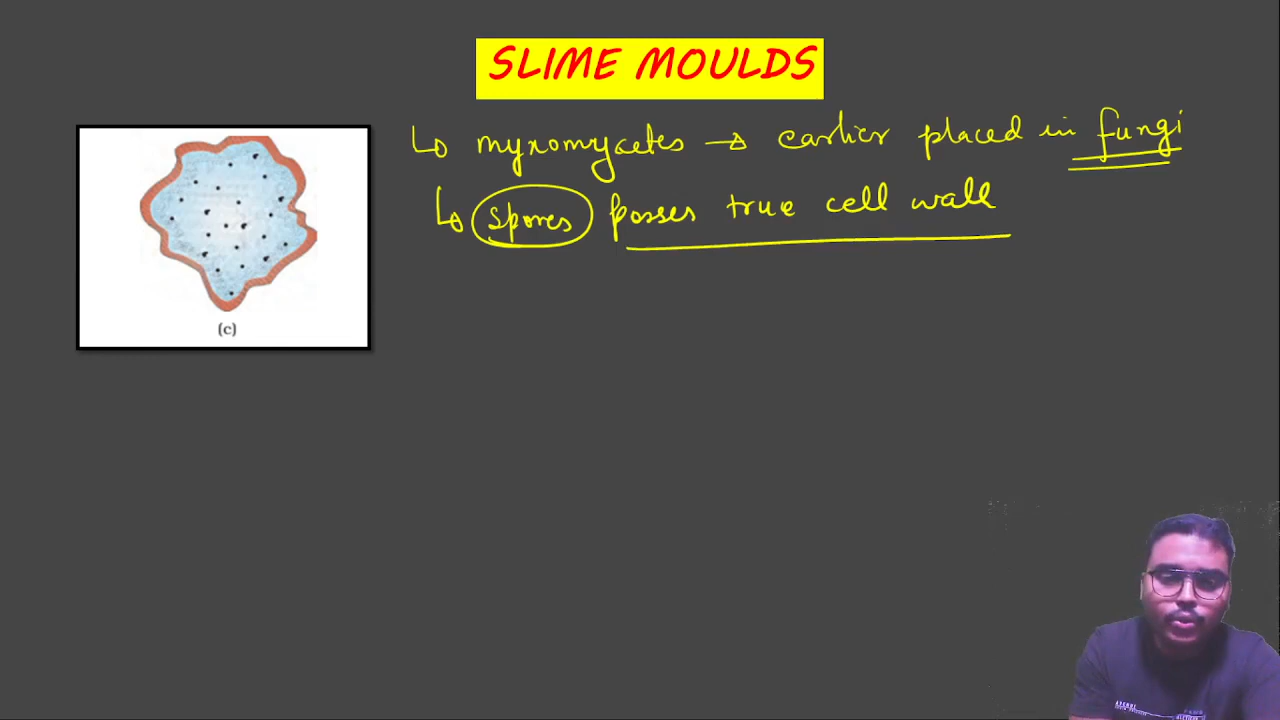 SLIME MOULDS
myxomycetes → earlier placed in fungi
spores posses true cell wall
(c)